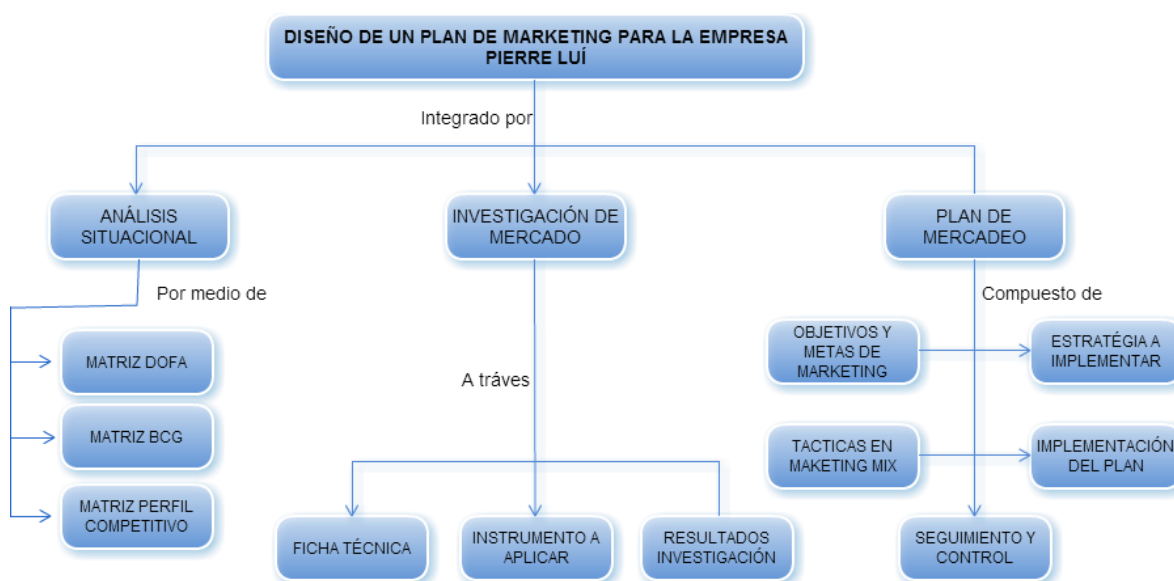 DISEÑO DE UN PLAN DE MARKETING PARA LA EMPRESA
PIERRE LUÍ
Integrado por
ANÁLISIS
SITUACIONAL
INVESTIGACIÓN DE
MERCADO
PLAN DE
MERCADEO
Por medio de
MATRIZ DOFA
MATRIZ BCG
MATRIZ PERFIL
COMPETITIVO
A tráves
FICHA TÉCNICA
INSTRUMENTO A
APLICAR
RESULTADOS
INVESTIGACIÓN
Compuesto de
OBJETIVOS Y
METAS DE
MARKETING
ESTRATÉGIA A
IMPLEMENTAR
TACTICAS EN
MAKETING MIX
IMPLEMENTACIÓN
DEL PLAN
SEGUIMIENTO Y
CONTROL